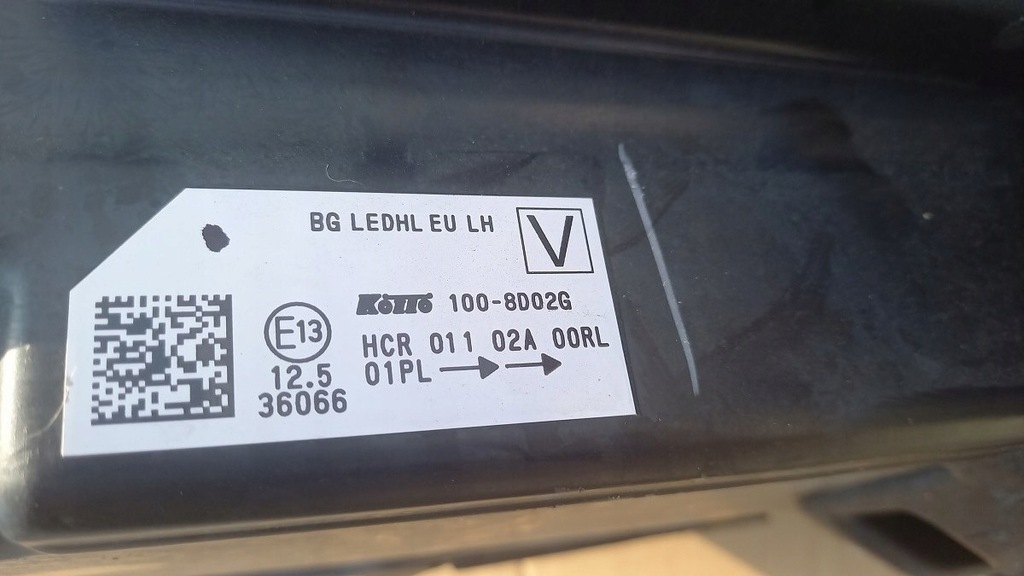 BG LEDHL EU LH
V
KOITO 100-8D02G
E13
HCR 011 02A 00RL
12.5
01PL →→
36066